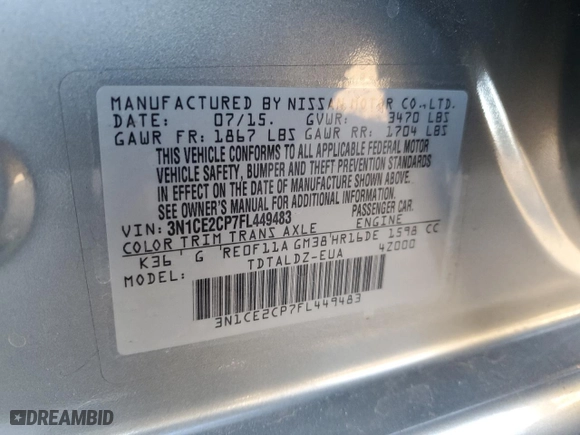 MANUFACTURED BY NISSAN MOTOR CO.,LTD.
DATE: 07/15. GVWR: 3470 LBS
GAWR FR: 1867 LBS GAWR RR: 1704 LBS
THIS VEHICLE CONFORMS TO ALL APPLICABLE FEDERAL MOTOR
VEHICLE SAFETY, BUMPER AND THEFT PREVENTION STANDARDS
IN EFFECT ON THE DATE OF MANUFACTURE SHOWN ABOVE.
SEE OWNER'S MANUAL FOR ADDITIONAL INFORMATION.
VIN: 3N1CE2CP7FL449483 PASSENGER CAR.
COLOR TRIM TRANS AXLE ENGINE
K36 G RE0F11A GM38 HR16DE 1598 CC
MODEL: TDTALDZ-EUA 4Z000
3N1CE2CP7FL449483
DREAMBID